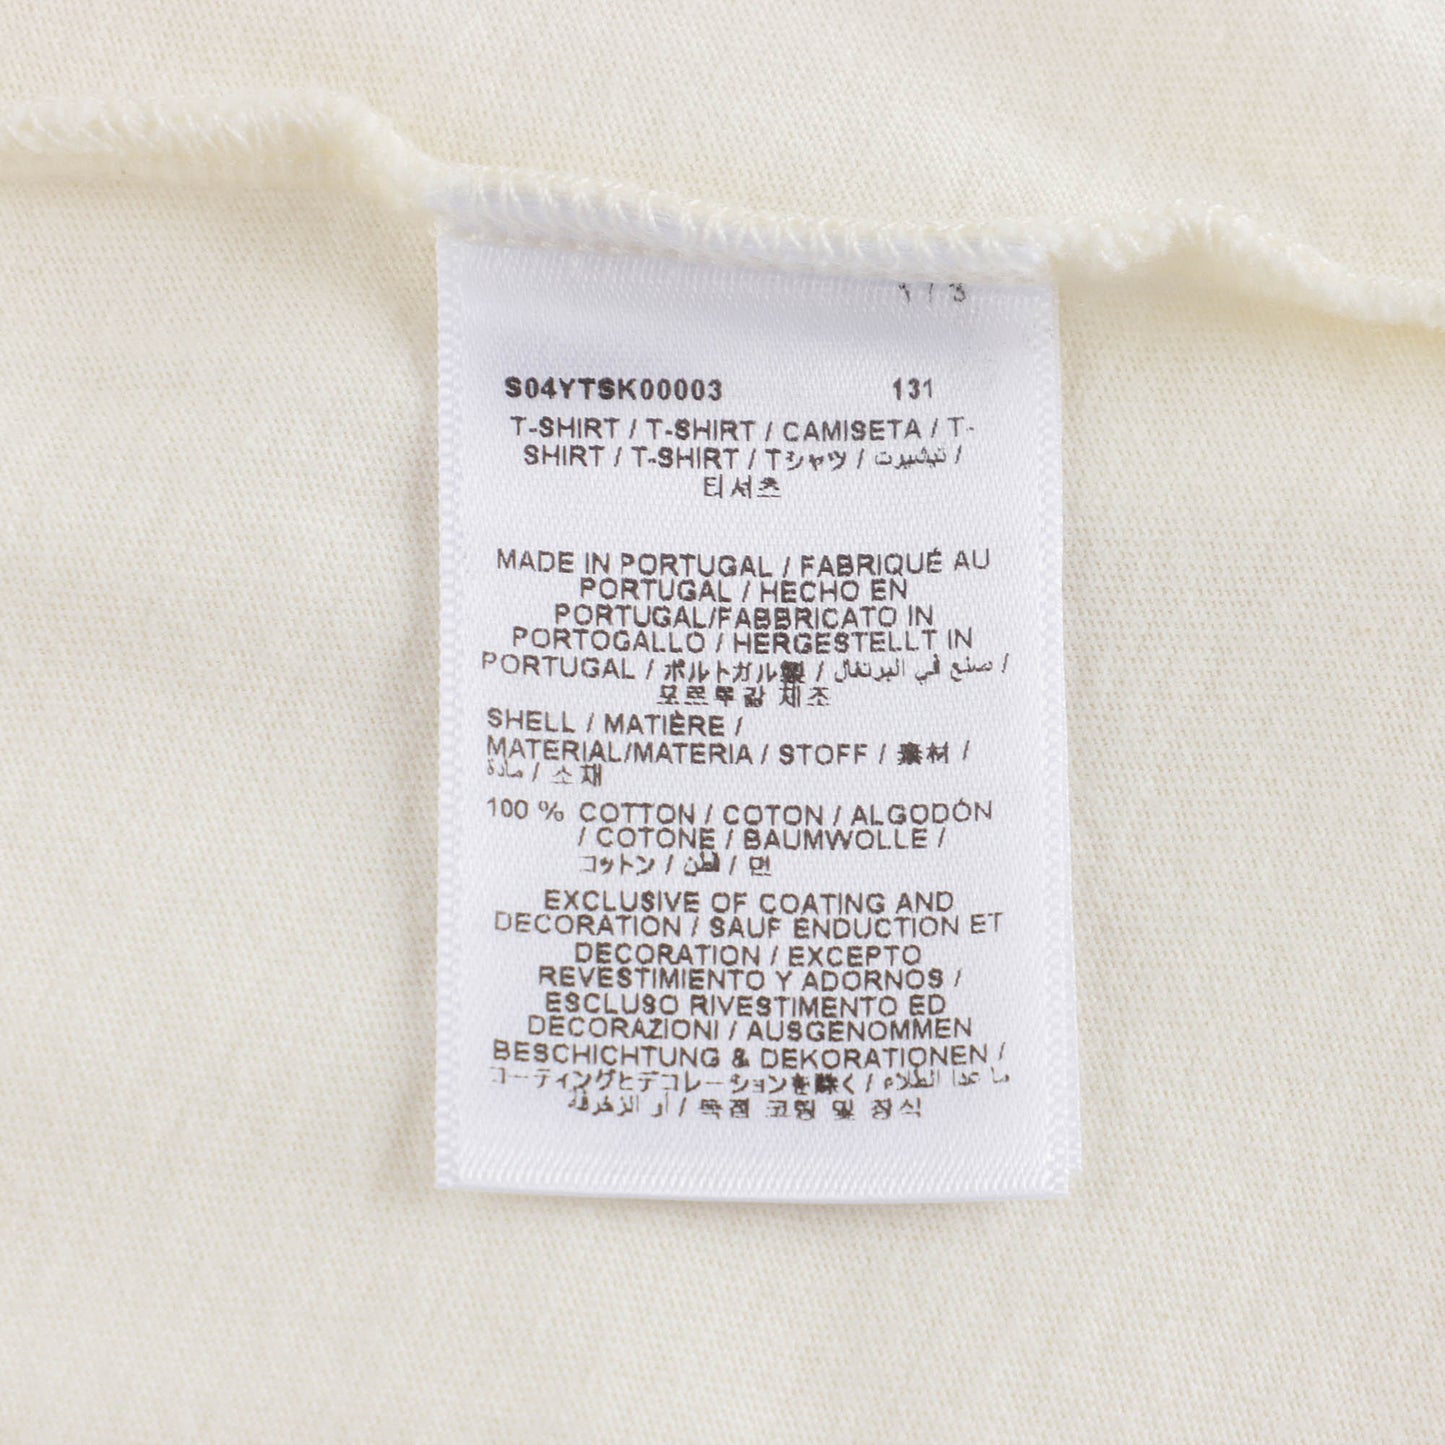 1 / 3
S04YTSK00003 131
T-SHIRT / T-SHIRT / CAMISETA / T-
SHIRT / T-SHIRT / Tシャツ / تيشيرت /
티셔츠
MADE IN PORTUGAL / FABRIQUÉ AU
PORTUGAL / HECHO EN
PORTUGAL/FABBRICATO IN
PORTOGALLO / HERGESTELLT IN
PORTUGAL / ポルトガル製 / صنع في البرتغال /
포르투갈 제조
SHELL / MATIÈRE /
MATERIAL/MATERIA / STOFF / 素材 /
مادة / 소재
100 % COTTON / COTON / ALGODÓN
/ COTONE / BAUMWOLLE /
コットン / قطن / 면
EXCLUSIVE OF COATING AND
DECORATION / SAUF ENDUCTION ET
DECORATION / EXCEPTO
REVESTIMIENTO Y ADORNOS /
ESCLUSO RIVESTIMENTO ED
DECORAZIONI / AUSGENOMMEN
BESCHICHTUNG & DEKORATIONEN /
コーティングとデコレーションを除く / ما عدا الطلاء
أو الزخرفة / 코팅 및 장식